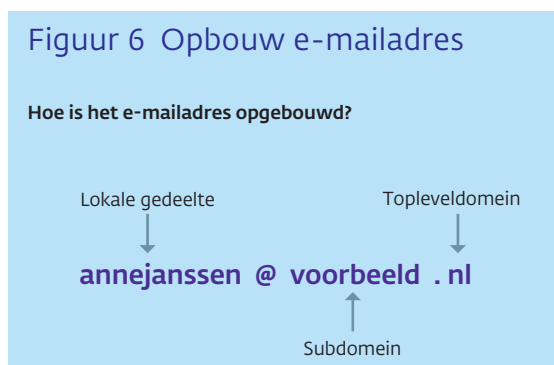 Figuur 6 Opbouw e-mailadres
Hoe is het e-mailadres opgebouwd?
Lokale gedeelte Topleveldomein
annejanssen @ voorbeeld . nl
Subdomein